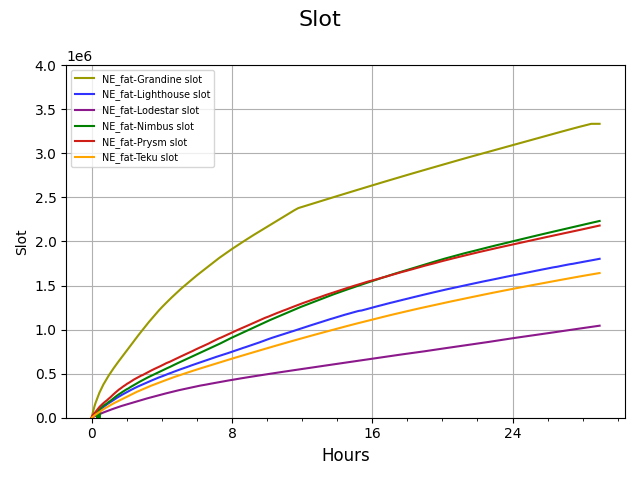 Slot
1e6
4.0
3.5
3.0
2.5
2.0
1.5
1.0
0.5
0.0
Slot
NE_fat-Grandine slot
NE_fat-Lighthouse slot
NE_fat-Lodestar slot
NE_fat-Nimbus slot
NE_fat-Prysm slot
NE_fat-Teku slot
0 8 16 24
Hours